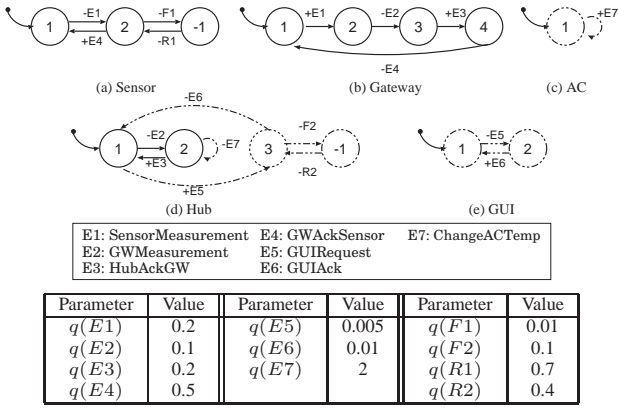 -E1
-F1
1
2
-1
+E4
-R1
(a) Sensor
+E1
-E2
+E3
1
2
3
4
-E4
(b) Gateway
+E7
1
(c) AC
-E6
-E2
-E7
-F2
1
2
3
-1
+E3
-R2
+E5
(d) Hub
-E5
1
2
+E6
(e) GUI
E1: SensorMeasurement E4: GWAckSensor E7: ChangeACTemp
E2: GWMeasurement E5: GUIRequest
E3: HubAckGW E6: GUIAck
Parameter Value Parameter Value Parameter Value
q(E1) 0.2 q(E5) 0.005 q(F1) 0.01
q(E2) 0.1 q(E6) 0.01 q(F2) 0.1
q(E3) 0.2 q(E7) 2 q(R1) 0.7
q(E4) 0.5 q(R2) 0.4